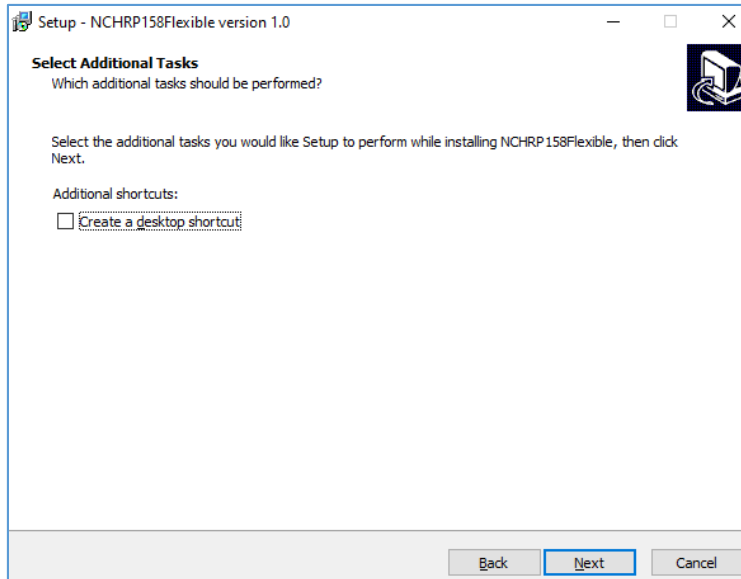 Setup - NCHRP158Flexible version 1.0
Select Additional Tasks
Which additional tasks should be performed?
Select the additional tasks you would like Setup to perform while installing NCHRP158Flexible, then click
Next.
Additional shortcuts:
Create a desktop shortcut
Back Next Cancel